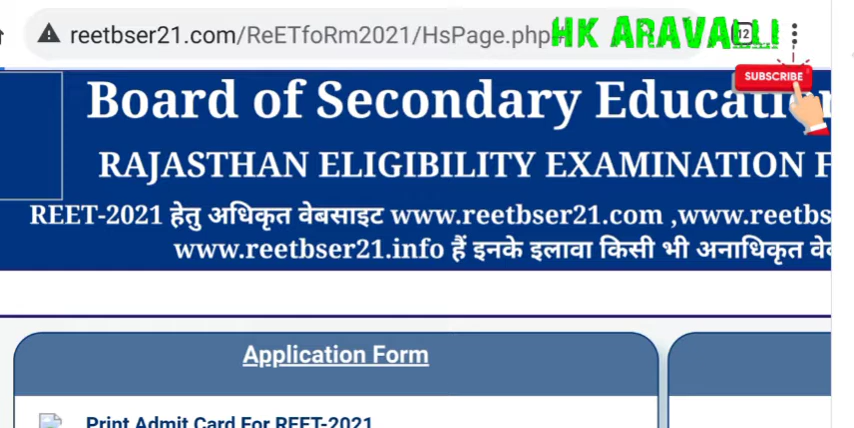 reetbser21.com/ReETfoRm2021/HsPage.php#
HK ARAVALLI
12
SUBSCRIBE
Board of Secondary Education
RAJASTHAN ELIGIBILITY EXAMINATION F
REET-2021 हेतु अधिकृत वेबसाइट www.reetbser21.com ,www.reetbs
www.reetbser21.info हैं इनके इलावा किसी भी अनाधिकृत वे
Application Form
Print Admit Card For REET-2021